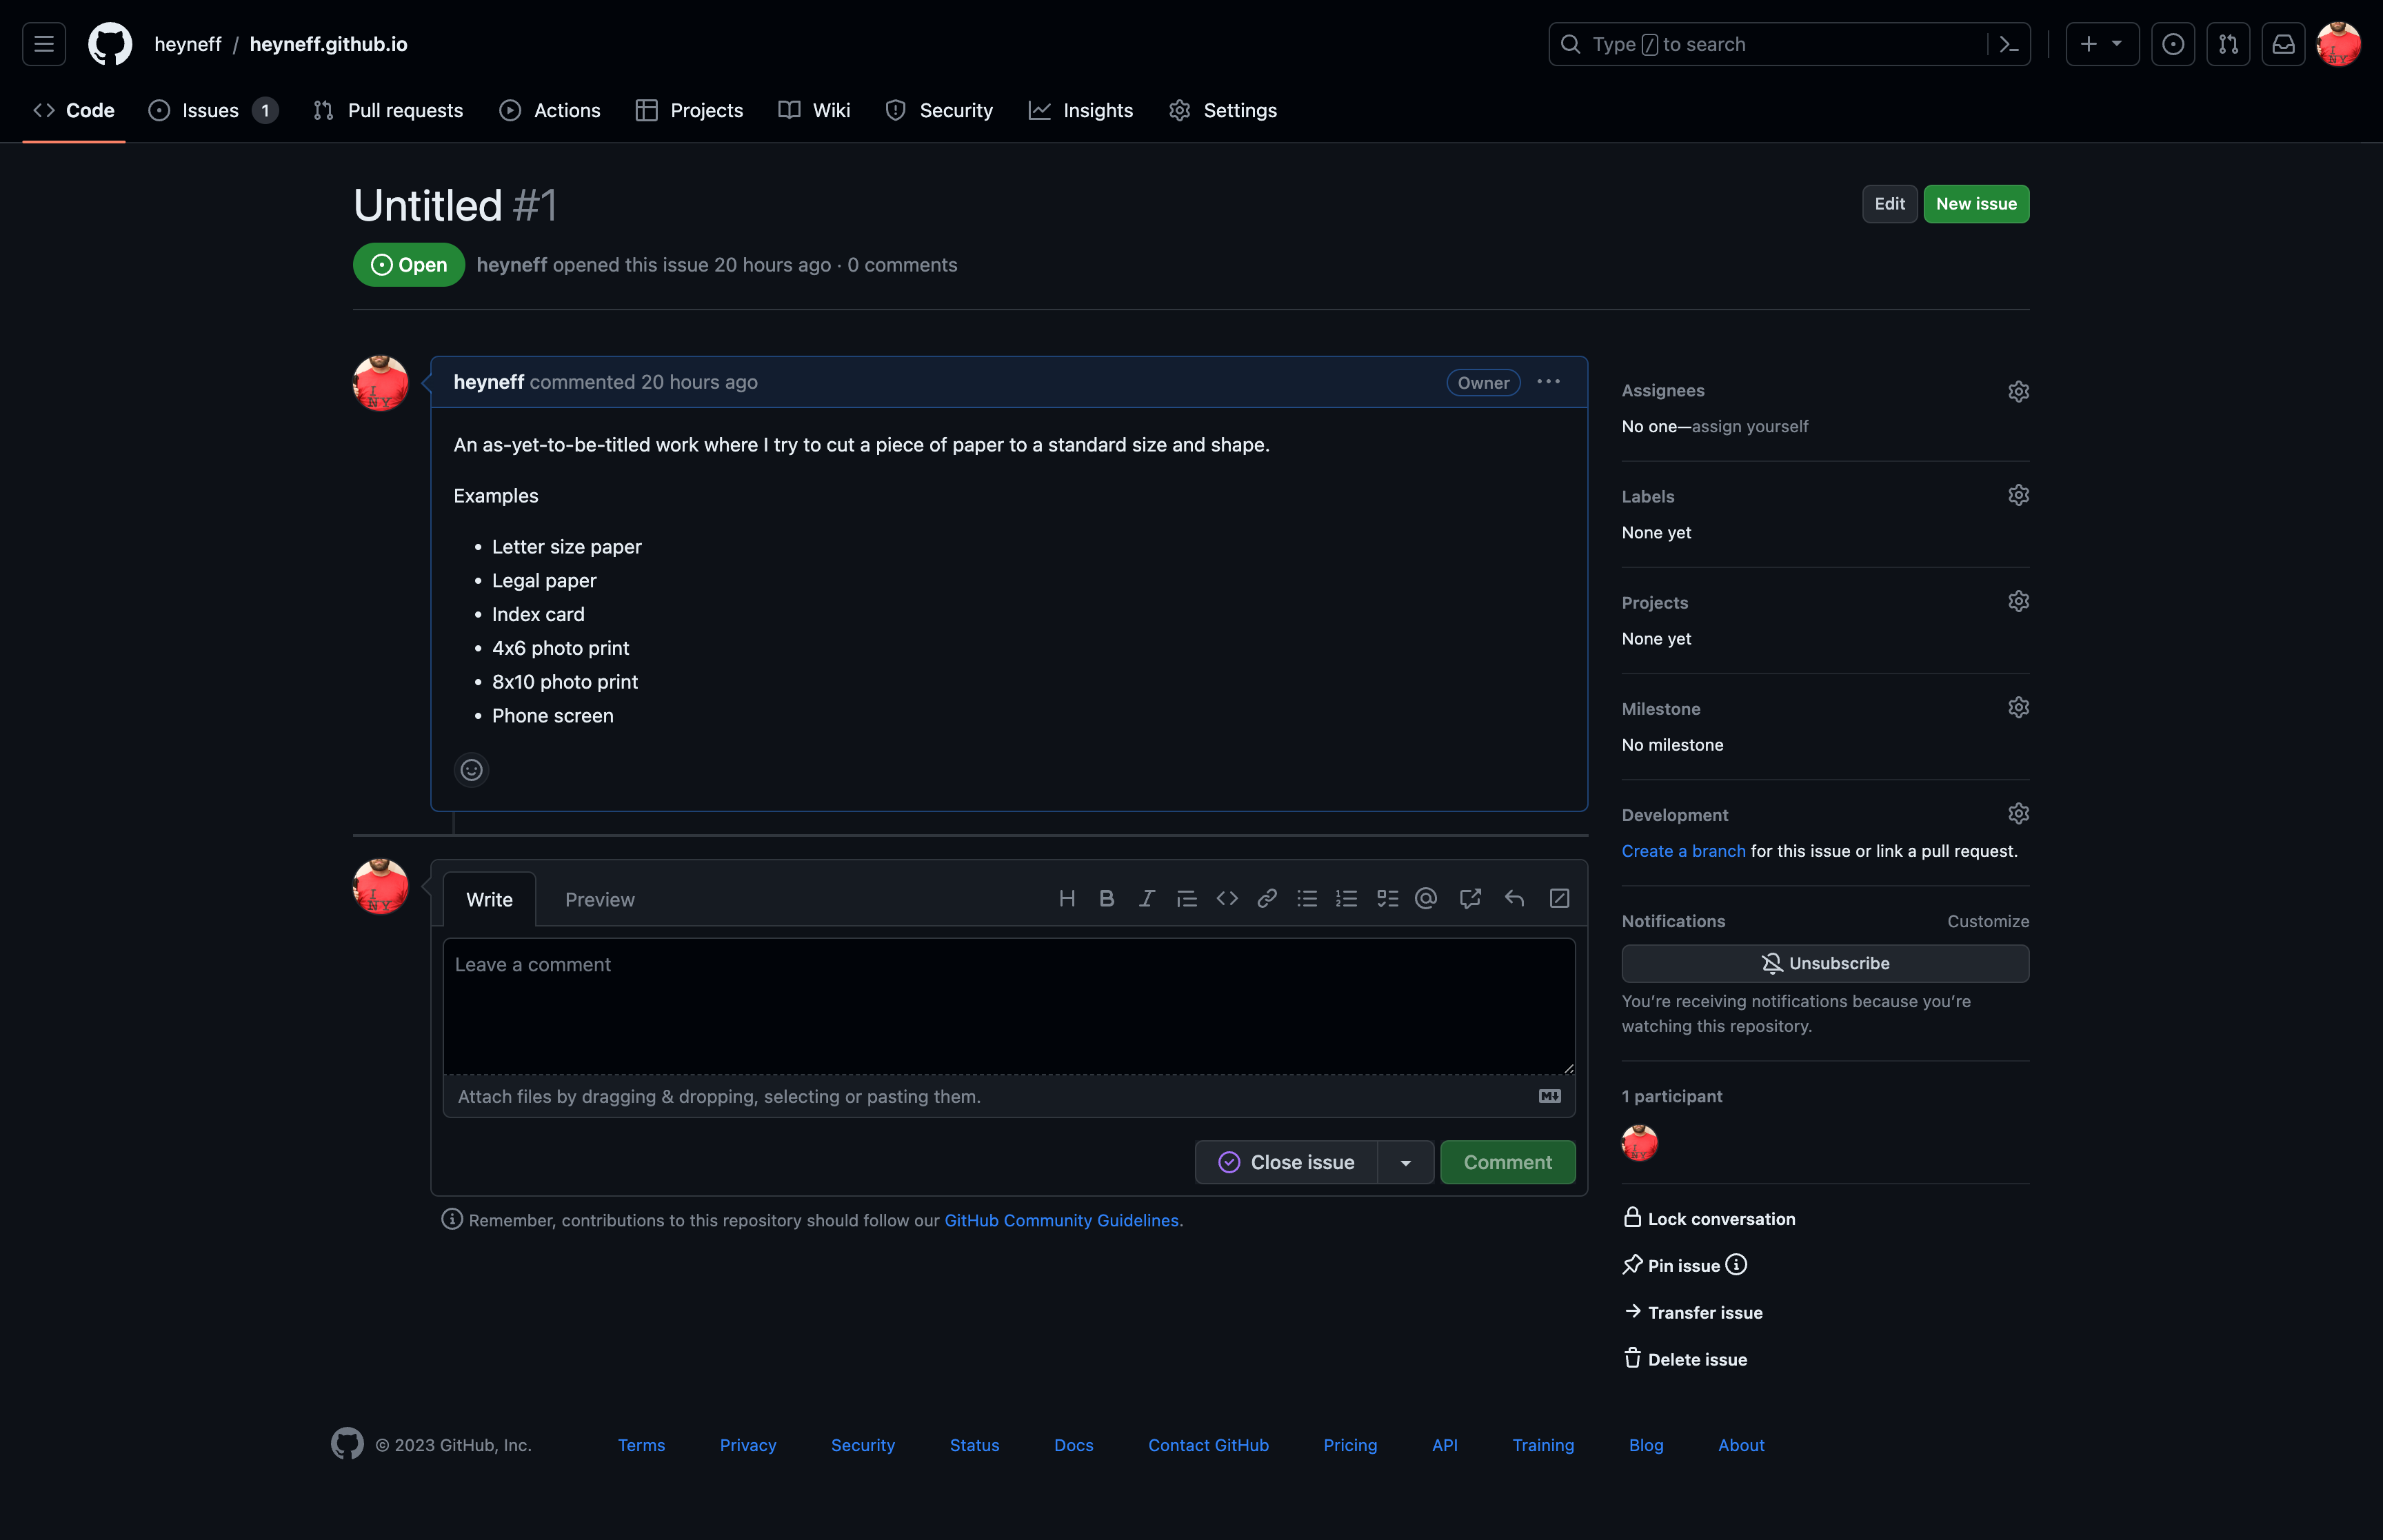 heyneff / heyneff.github.io
Type / to search
Code
Issues 1
Pull requests
Actions
Projects
Wiki
Security
Insights
Settings
Untitled #1
Edit
New issue
Open
heyneff opened this issue 20 hours ago · 0 comments
heyneff commented 20 hours ago
Owner
An as-yet-to-be-titled work where I try to cut a piece of paper to a standard size and shape.
Examples
• Letter size paper
• Legal paper
• Index card
• 4x6 photo print
• 8x10 photo print
• Phone screen
Write
Preview
Leave a comment
Attach files by dragging & dropping, selecting or pasting them.
Close issue
Comment
Remember, contributions to this repository should follow our GitHub Community Guidelines.
Assignees
No one—assign yourself
Labels
None yet
Projects
None yet
Milestone
No milestone
Development
Create a branch for this issue or link a pull request.
Notifications
Customize
Unsubscribe
You’re receiving notifications because you’re
watching this repository.
1 participant
Lock conversation
Pin issue
Transfer issue
Delete issue
© 2023 GitHub, Inc.
Terms
Privacy
Security
Status
Docs
Contact GitHub
Pricing
API
Training
Blog
About